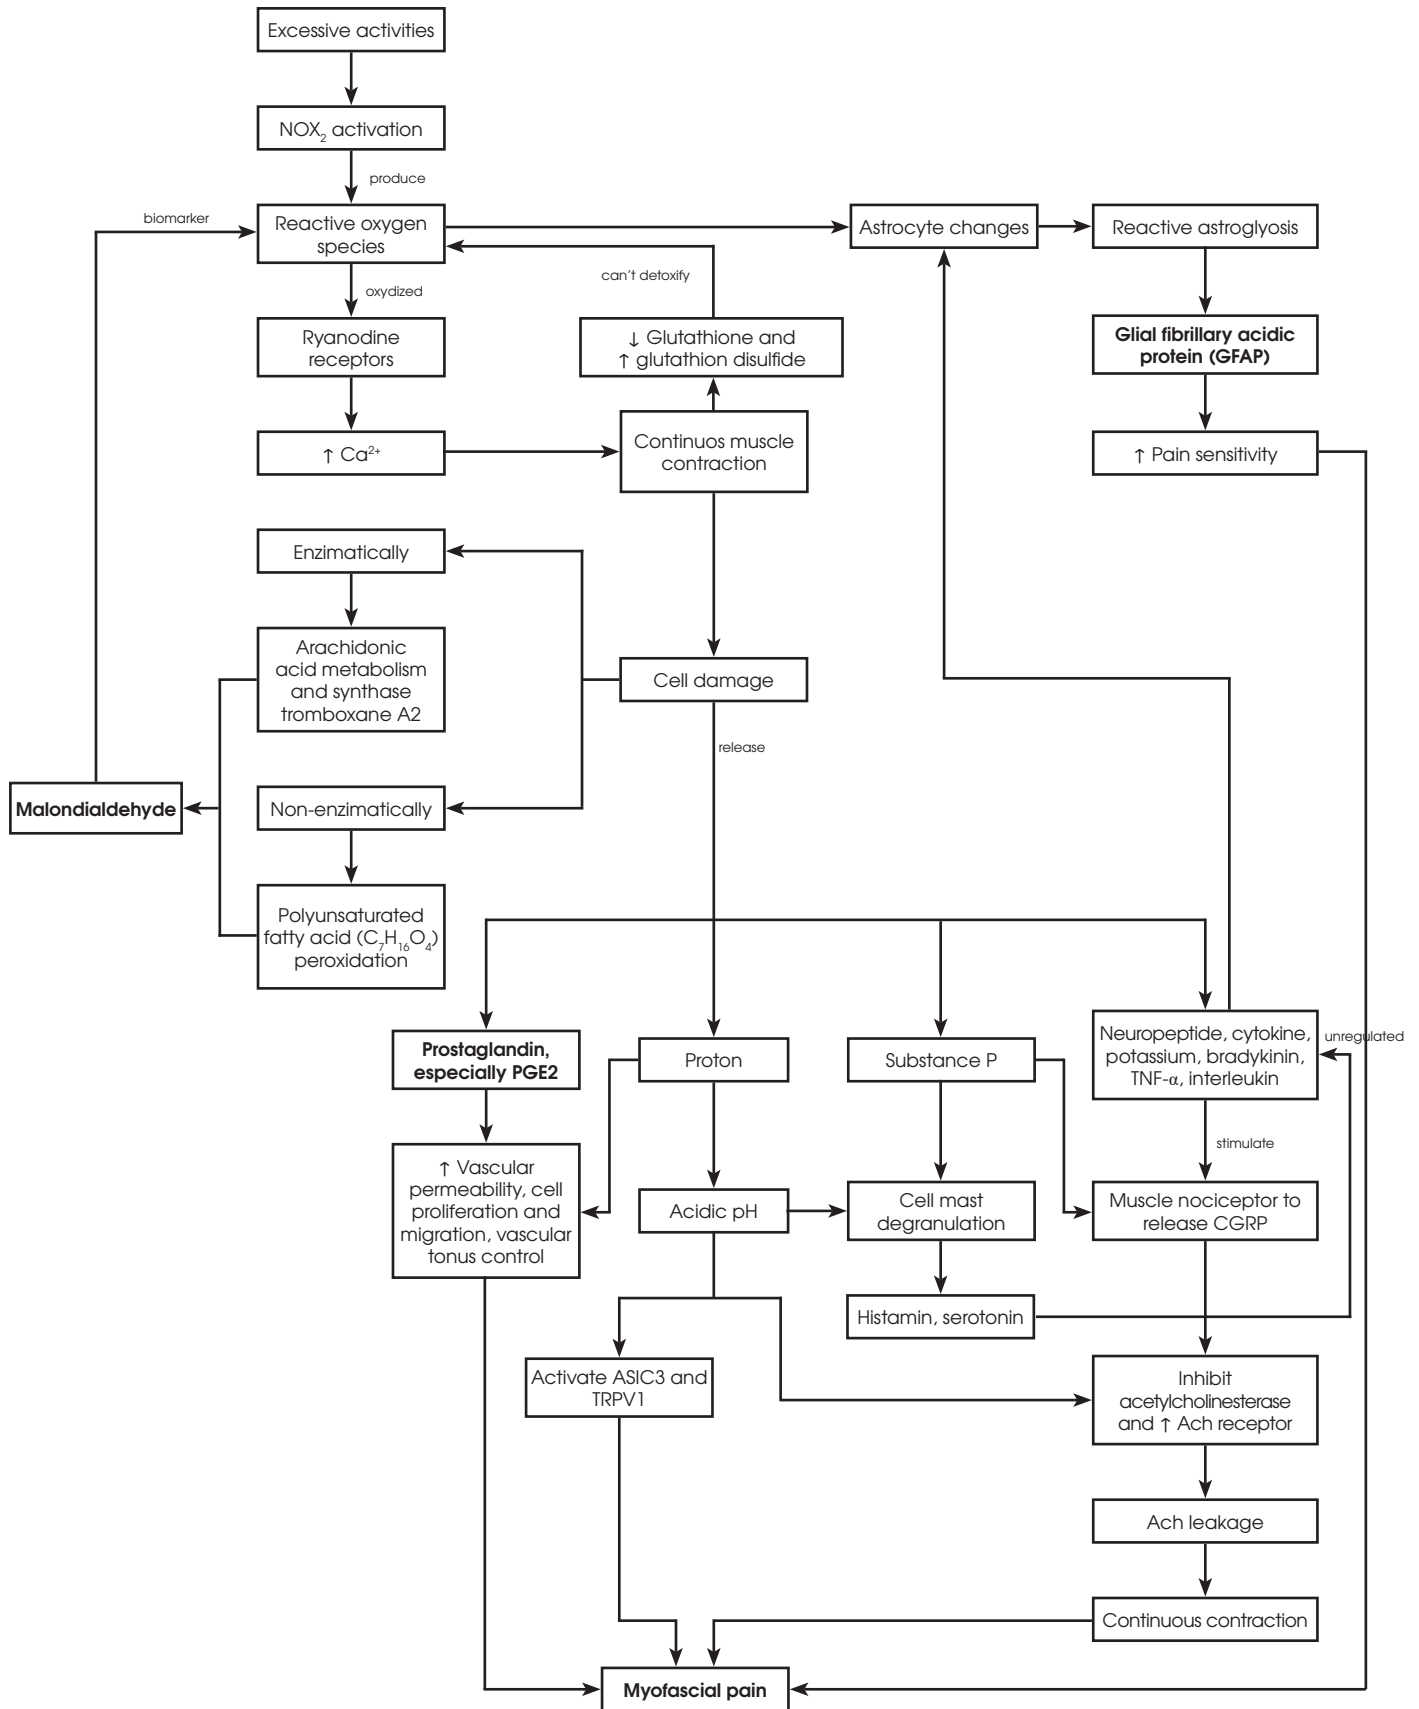 Excessive activities
NOX2 activation
produce
biomarker
Reactive oxygen
species
Astrocyte changes
Reactive astroglyosis
can't detoxify
oxydized
Ryanodine
receptors
↓ Glutathione and
↑ glutathion disulfide
Glial fibrillary acidic
protein (GFAP)
↑ Ca2+
Continuos muscle
contraction
↑ Pain sensitivity
Enzimatically
Arachidonic
acid metabolism
and synthase
tromboxane A2
Cell damage
release
Malondialdehyde
Non-enzimatically
Polyunsaturated
fatty acid (C7H16O4)
peroxidation
Prostaglandin,
especially PGE2
Proton
Substance P
Neuropeptide, cytokine,
potassium, bradykinin,
TNF-α, interleukin
unregulated
stimulate
↑ Vascular
permeability, cell
proliferation and
migration, vascular
tonus control
Acidic pH
Cell mast
degranulation
Muscle nociceptor to
release CGRP
Histamin, serotonin
Activate ASIC3 and
TRPV1
Inhibit
acetylcholinesterase
and ↑ Ach receptor
Ach leakage
Continuous contraction
Myofascial pain